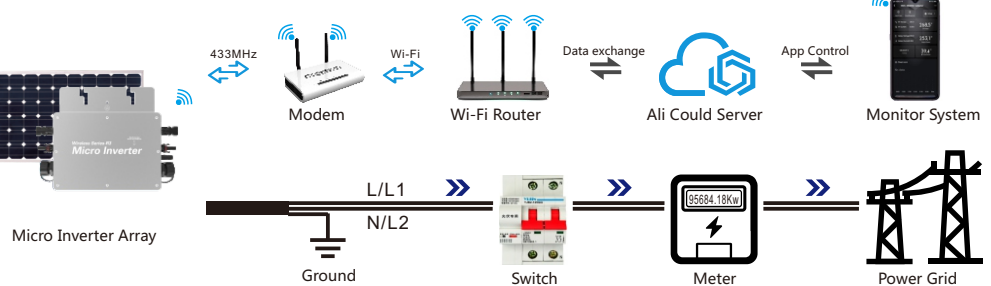 433MHz
Wi-Fi
Data exchange
App Control
Modem
Wi-Fi Router
Ali Could Server
Monitor System
Micro Inverter
Micro Inverter Array
L/L1
N/L2
95684.18Kw
Ground
Switch
Meter
Power Grid